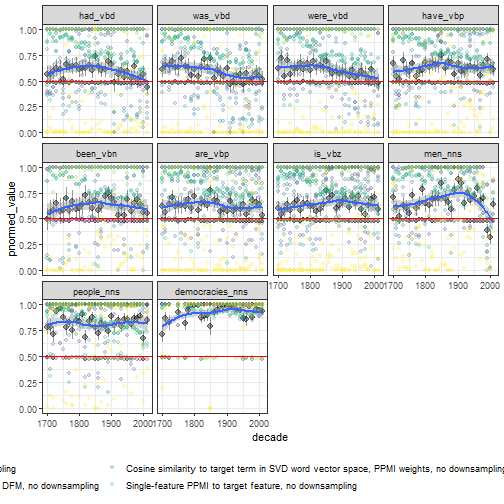 had_vbd was_vbd were_vbd have_vbp
1.00
0.75
0.50
0.25
0.00
been_vbn are_vbp is_vbz men_nns
1.00
0.75
0.50
0.25
0.00
1700 1800 1900 2000 1700 1800 1900 2000
people_nns democracies_nns
1.00
0.75
0.50
0.25
0.00
1700 1800 1900 2000 1700 1800 1900 2000
pnormed_value
decade
pling Cosine similarity to target term in SVD word vector space, PPMI weights, no downsampling
DFM, no downsampling Single-feature PPMI to target feature, no downsampling